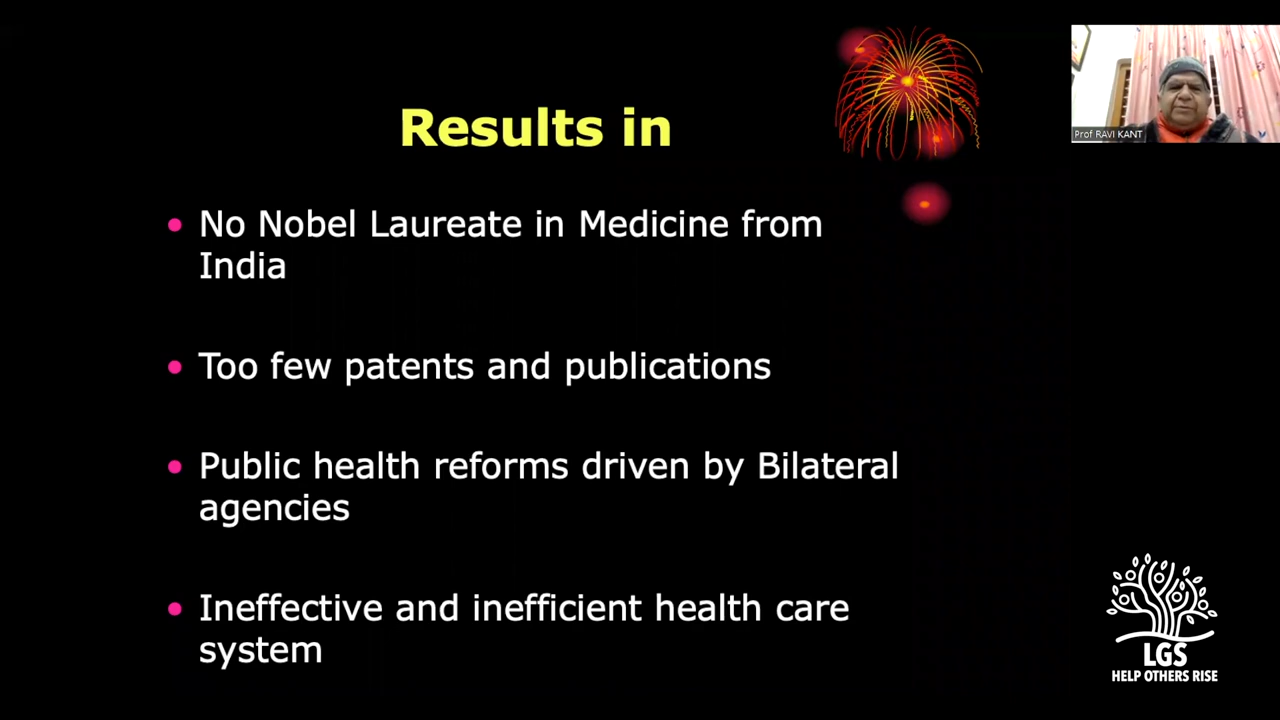 Results in
Prof RAVI KANT
• No Nobel Laureate in Medicine from
India
• Too few patents and publications
• Public health reforms driven by Bilateral
agencies
• Ineffective and inefficient health care
system
LGS
HELP OTHERS RISE